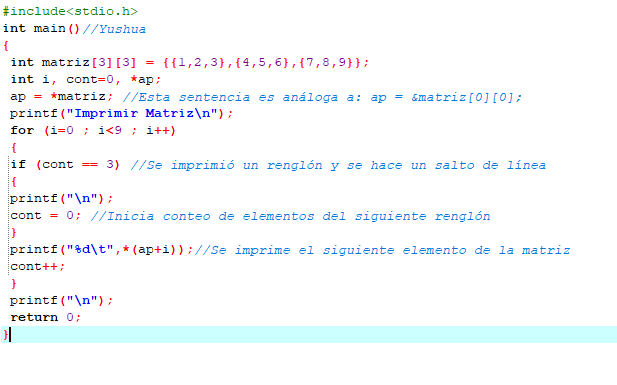 #include<stdio.h>
int main()//Yushua
{
int matriz[3][3] = {{1,2,3},{4,5,6},{7,8,9}};
int i, cont=0, *ap;
ap = *matriz; //Esta sentencia es análoga a: ap = &matriz[0][0];
printf("Imprimir Matriz\n");
for (i=0 ; i<9 ; i++)
{
if (cont == 3) //Se imprimió un renglón y se hace un salto de línea
{
printf("\n");
cont = 0; //Inicia conteo de elementos del siguiente renglón
}
printf("%d\t",*(ap+i));//Se imprime el siguiente elemento de la matriz
cont++;
}
printf("\n");
return 0;
}